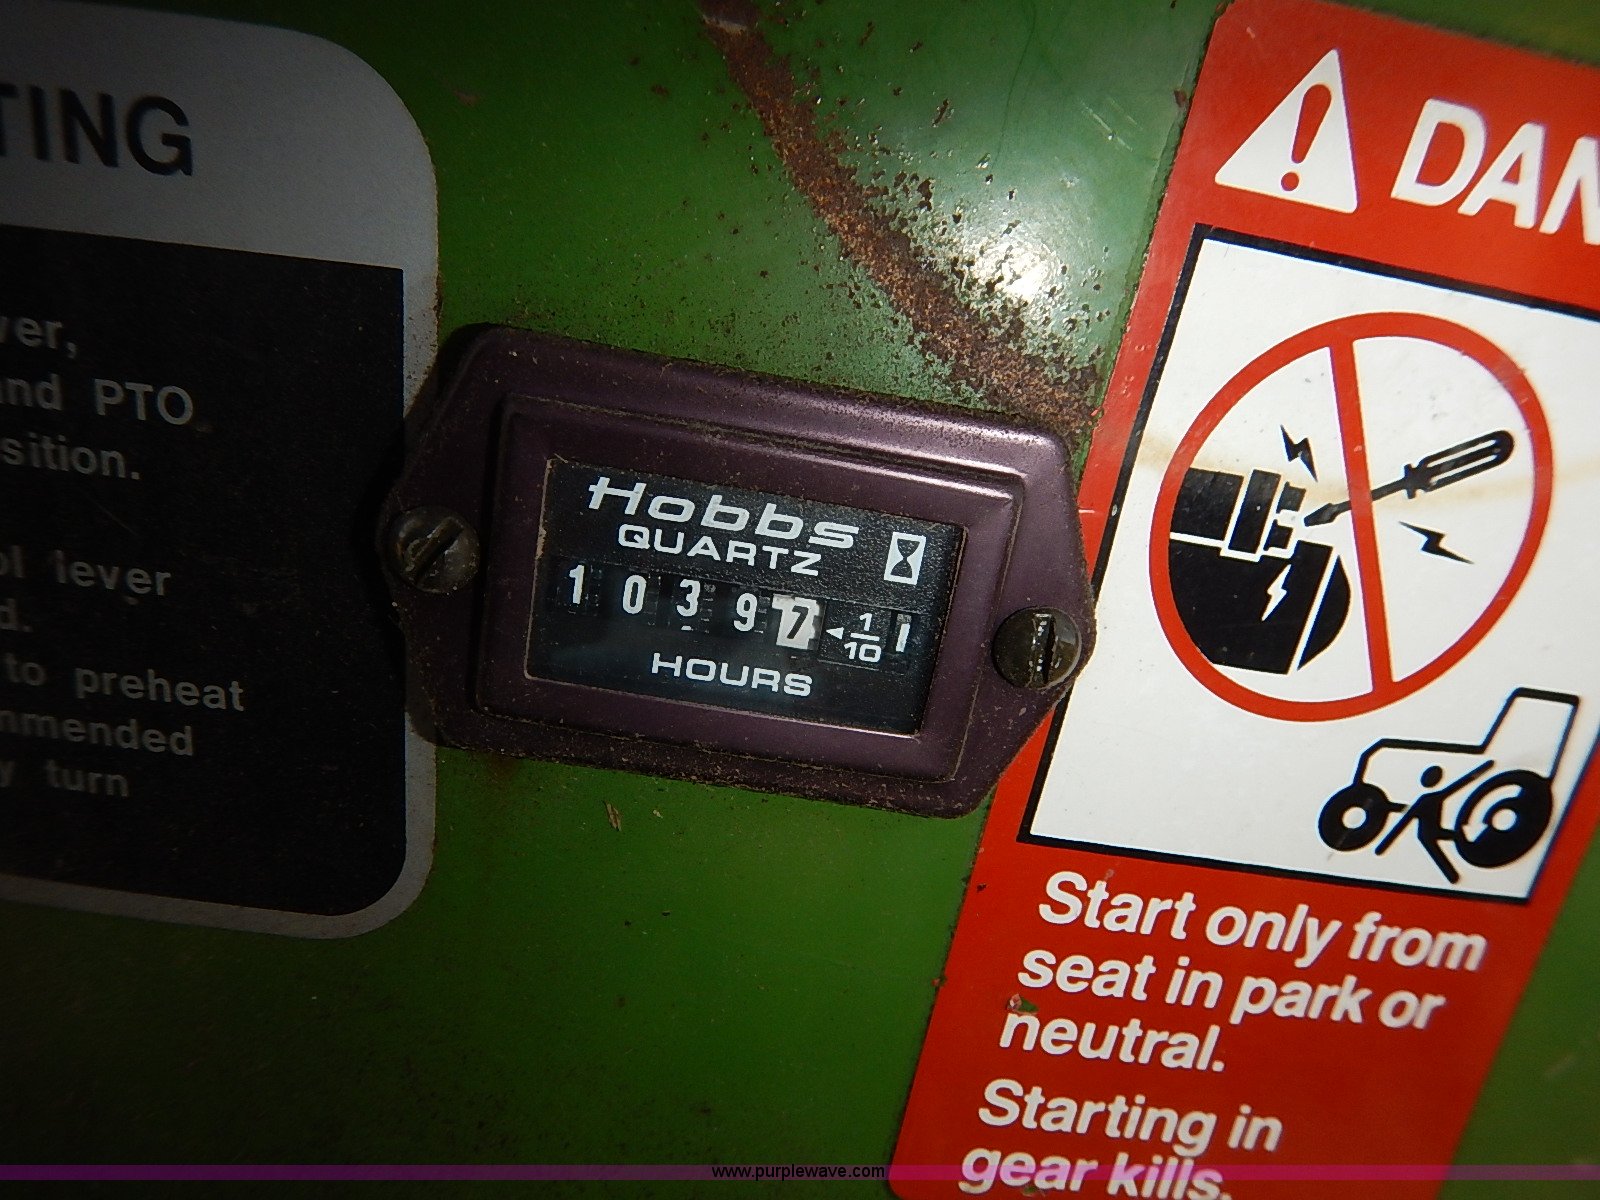 TING
ver,
and PTO
sition.
ol lever
d.
to preheat
mmended
y turn
Hobbs
QUARTZ
1 0 3 9 7 1/10
HOURS
DAN
Start only from
seat in park or
neutral.
Starting in
gear kills.
www.purplewave.com